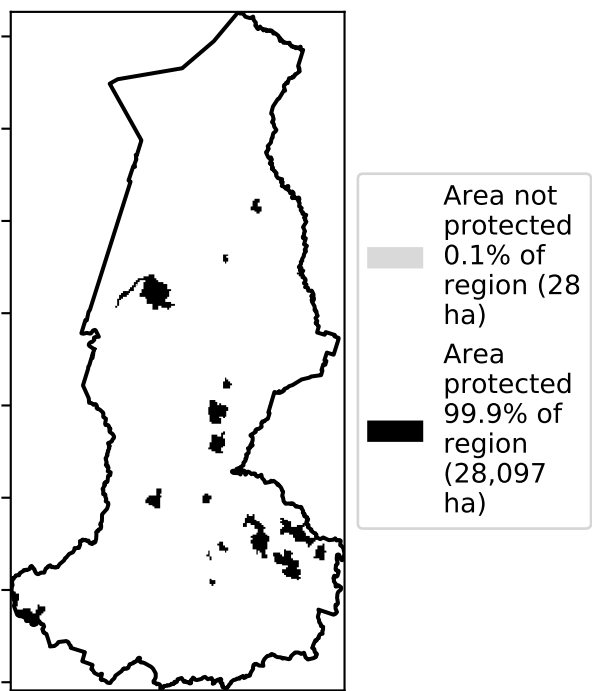 Area not
protected
0.1% of
region (28
ha)
Area
protected
99.9% of
region
(28,097
ha)